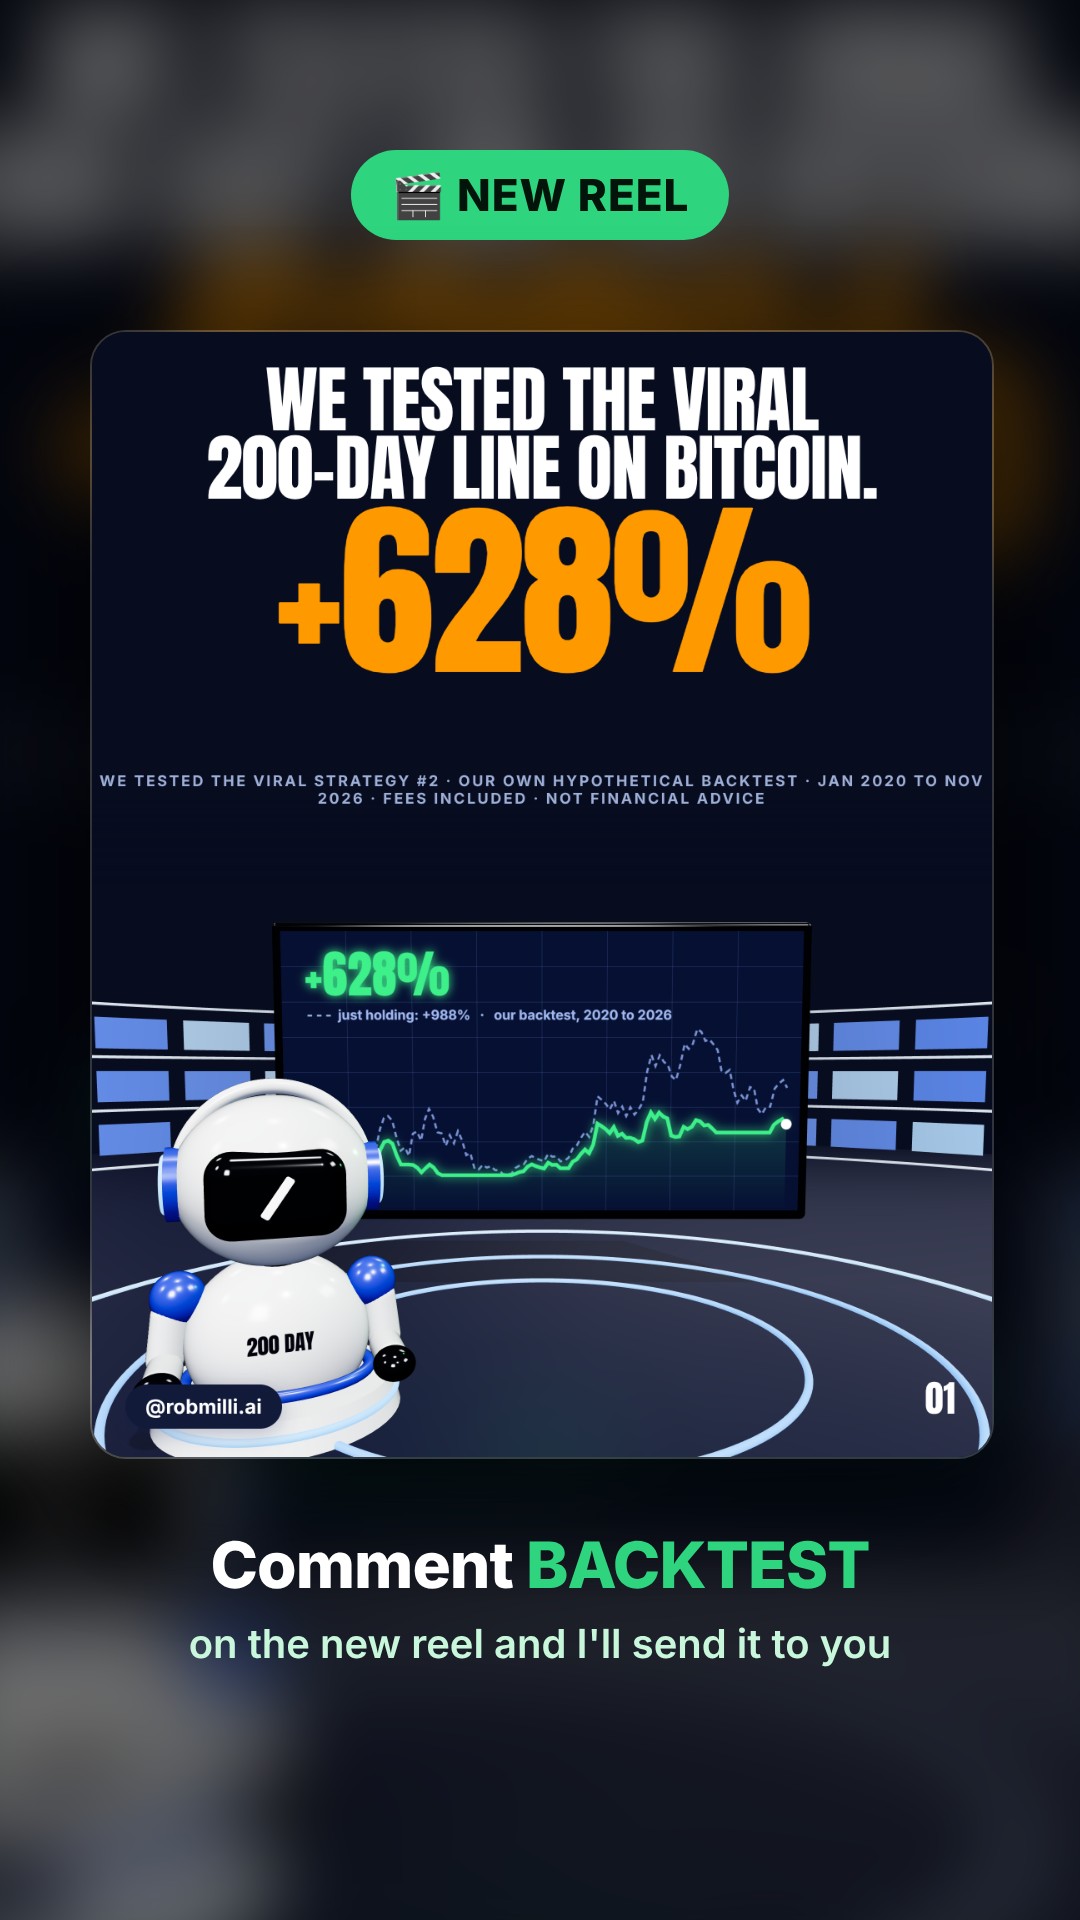 🎬 NEW REEL
WE TESTED THE VIRAL
200-DAY LINE ON BITCOIN.
+628%
WE TESTED THE VIRAL STRATEGY #2 · OUR OWN HYPOTHETICAL BACKTEST · JAN 2020 TO NOV
2026 · FEES INCLUDED · NOT FINANCIAL ADVICE
+628%
--- just holding: +988% · our backtest, 2020 to 2026
200 DAY
@robmilli.ai
01
Comment BACKTEST
on the new reel and I'll send it to you